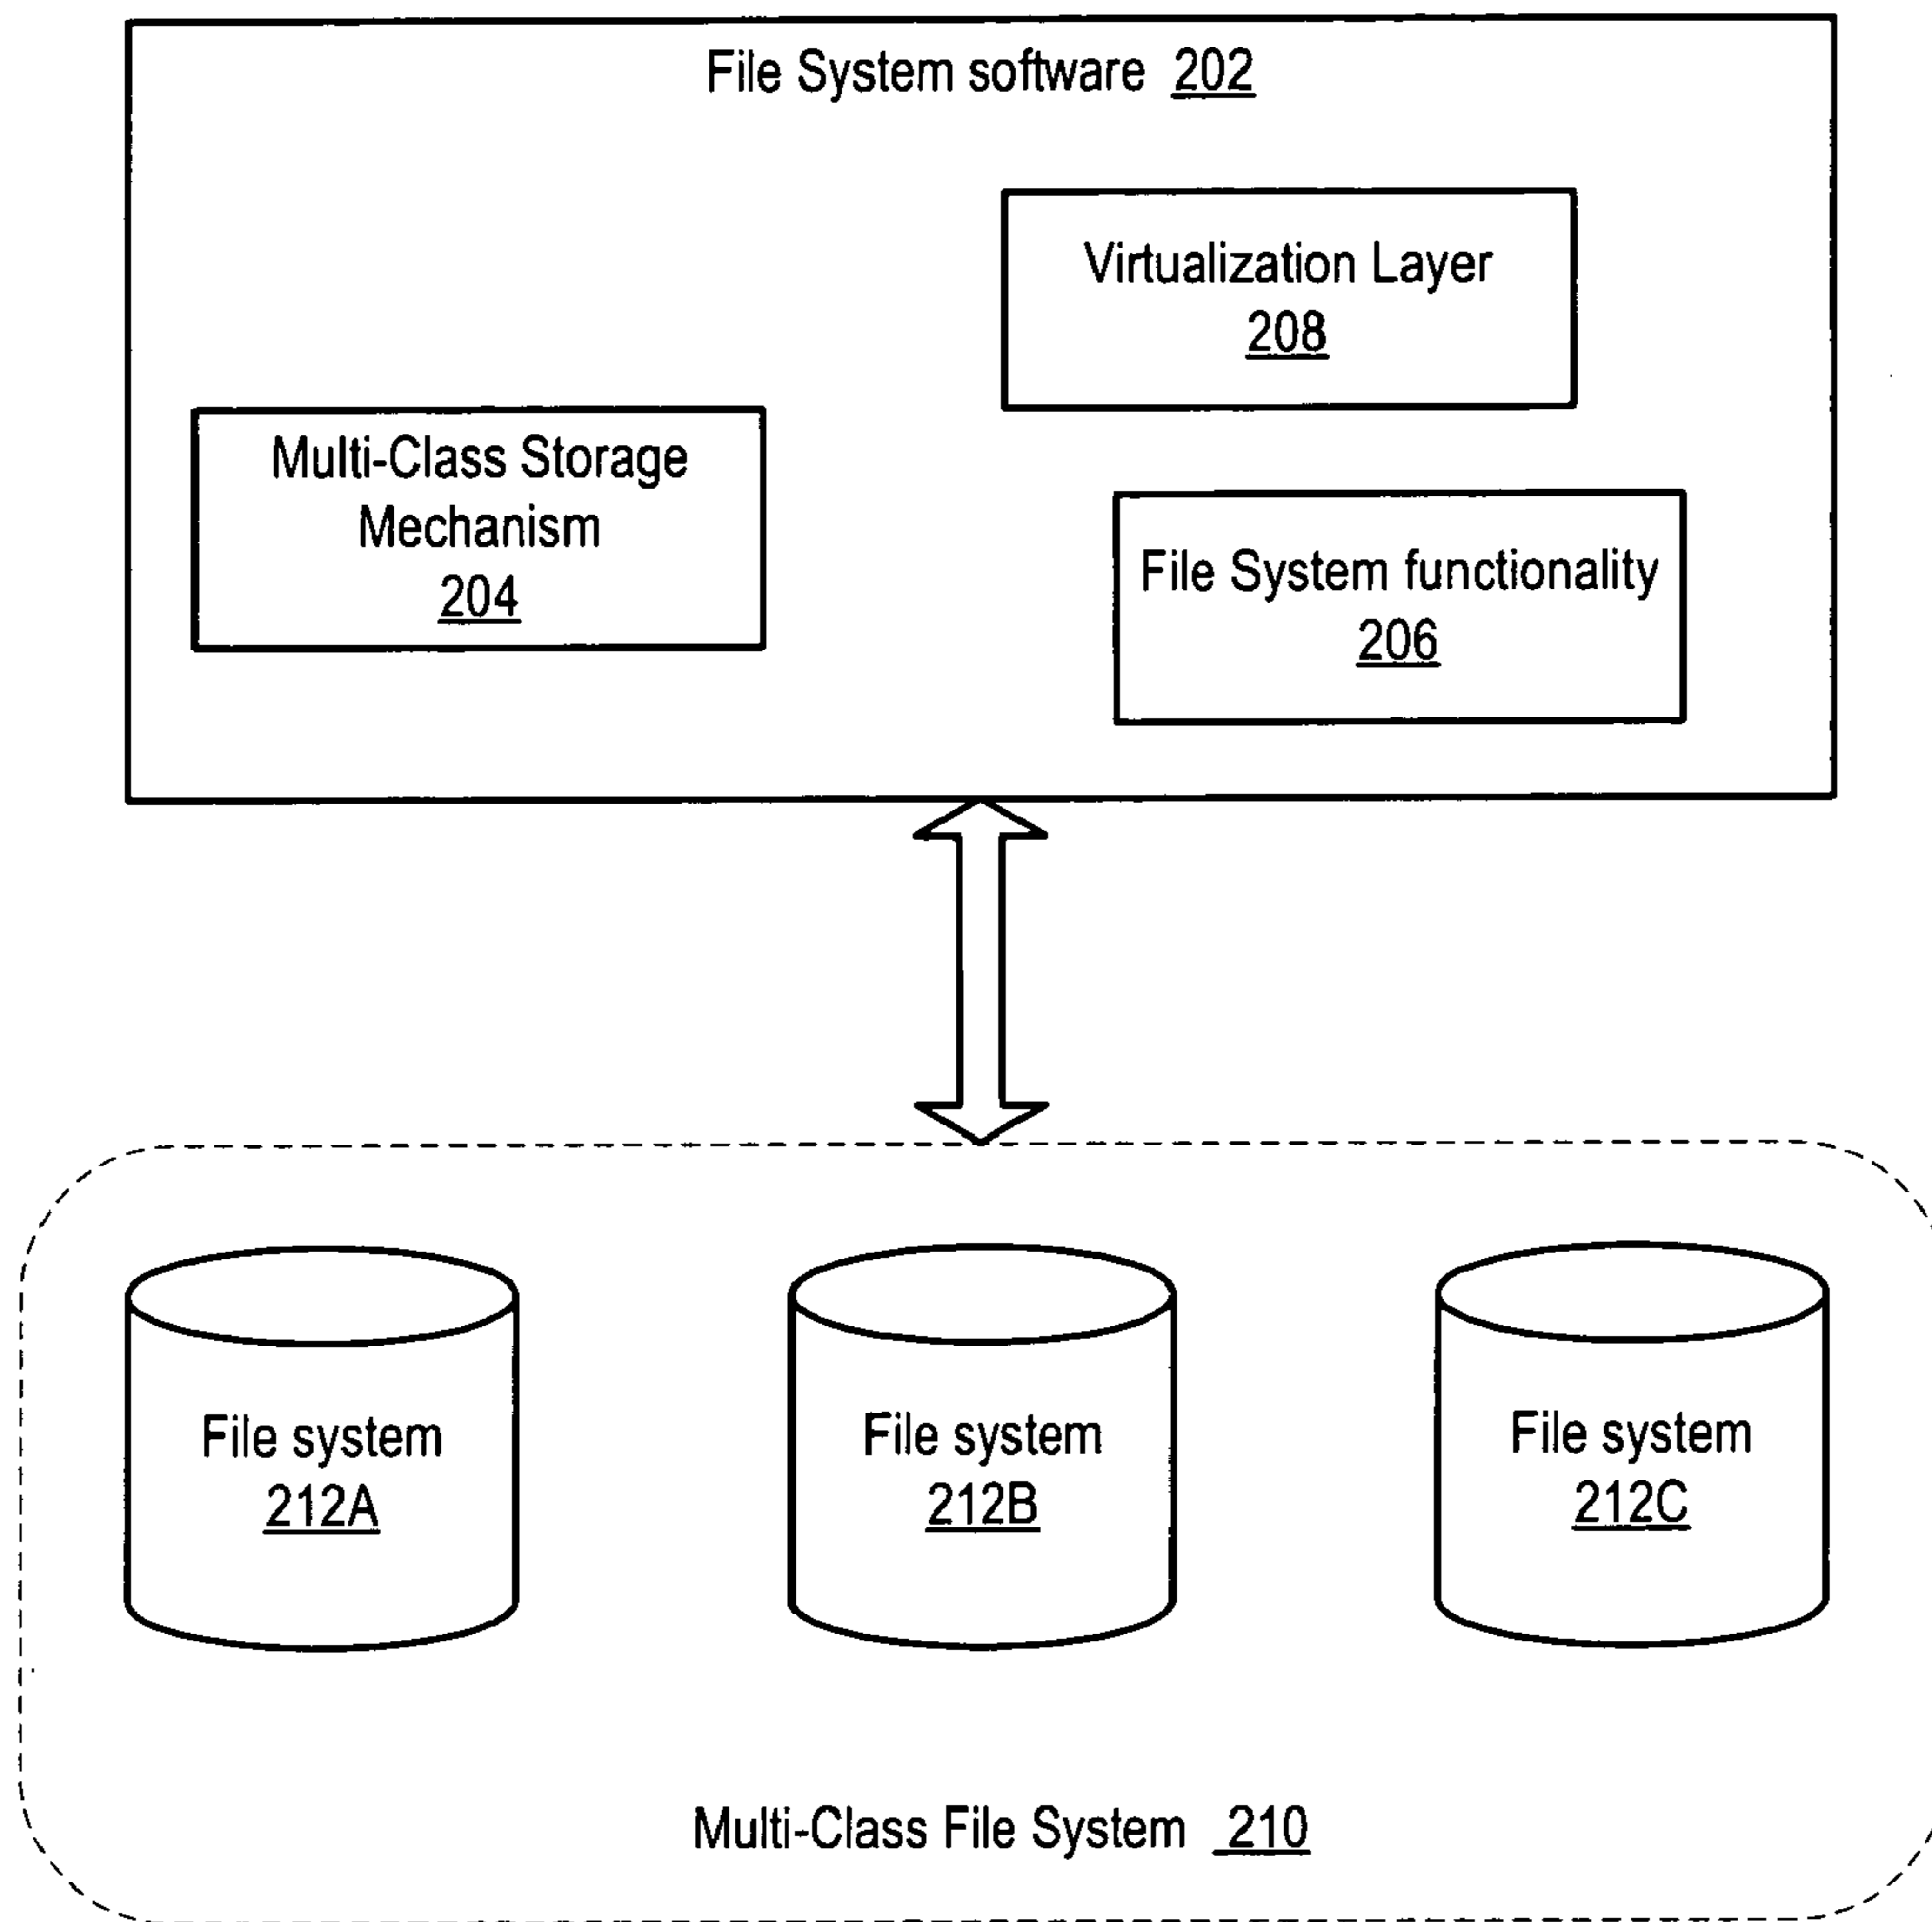 File System software 202
Virtualization Layer
208
Multi-Class Storage
Mechanism
204
File System functionality
206
File system
212A
File system
212B
File system
212C
Multi-Class File System 210